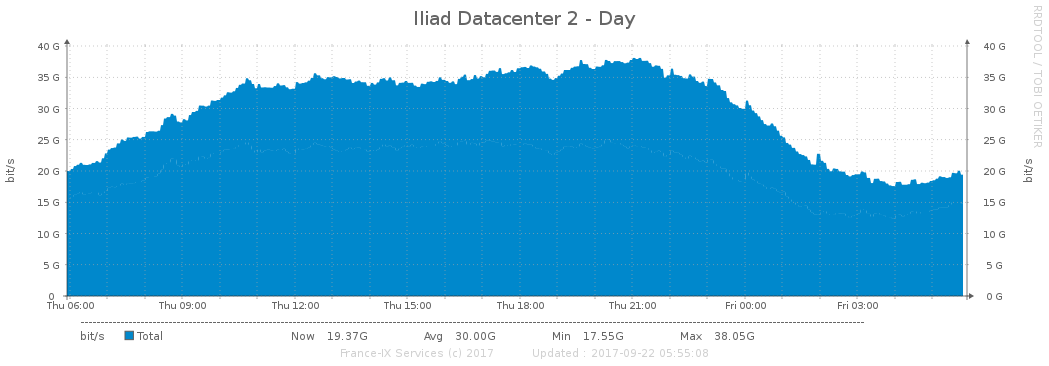 Iliad Datacenter 2 - Day
RRDTOOL / TOBI OETIKER
40 G 40 G
35 G 35 G
30 G 30 G
25 G 25 G
20 G 20 G
15 G 15 G
10 G 10 G
5 G 5 G
0 0 G
bit/s bit/s
Thu 06:00 Thu 09:00 Thu 12:00 Thu 15:00 Thu 18:00 Thu 21:00 Fri 00:00 Fri 03:00
bit/s Total Now 19.37G Avg 30.00G Min 17.55G Max 38.05G
France-IX Services (c) 2017 Updated : 2017-09-22 05:55:08